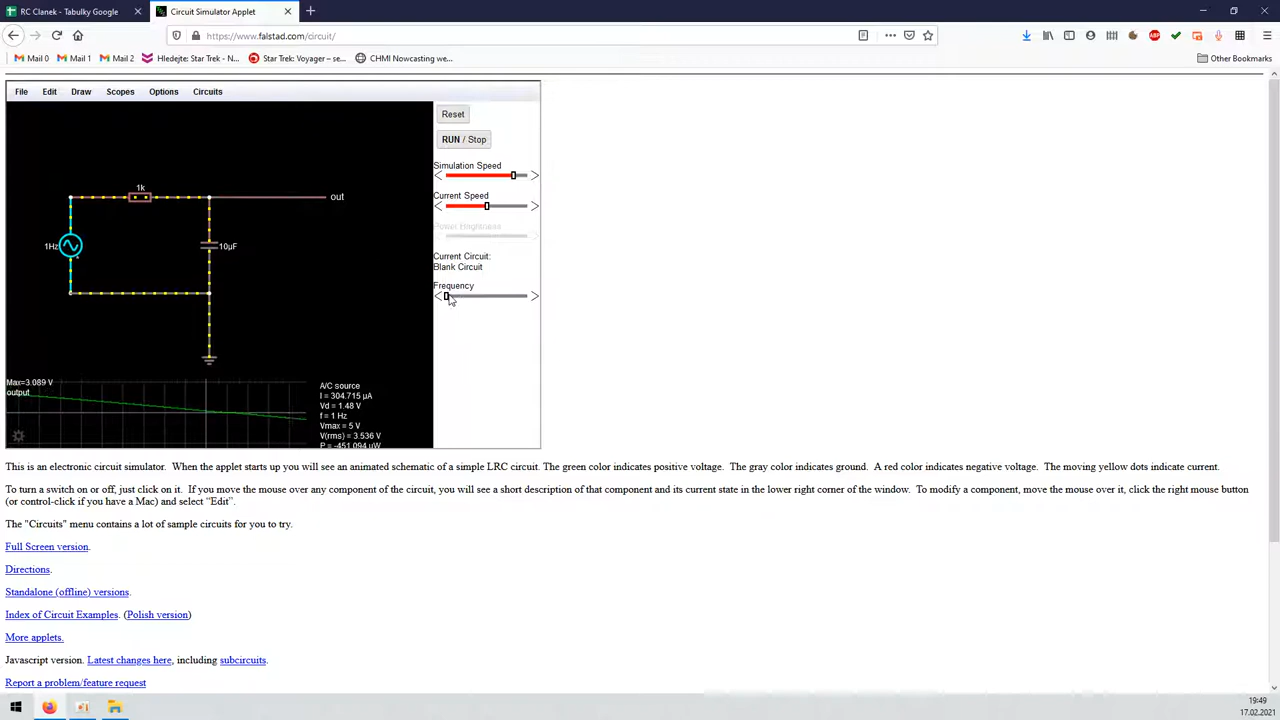 RC Clanek - Tabulky Google
Circuit Simulator Applet
https://www.falstad.com/circuit/
Mail 0
Mail 1
Mail 2
Hledejte: Star Trek - N...
Star Trek: Voyager – se...
CHMI Nowcasting we...
Other Bookmarks
File Edit Draw Scopes Options Circuits
Reset
RUN / Stop
Simulation Speed
Current Speed
Power Brightness
Current Circuit:
Blank Circuit
Frequency
1k
out
1Hz
10µF
Max=3.089 V
output
A/C source
I = 304.715 µA
Vd = 1.48 V
f = 1 Hz
Vmax = 5 V
V(rms) = 3.536 V
P = -451.094 µW
This is an electronic circuit simulator. When the applet starts up you will see an animated schematic of a simple LRC circuit. The green color indicates positive voltage. The gray color indicates ground. A red color indicates negative voltage. The moving yellow dots indicate current.
To turn a switch on or off, just click on it. If you move the mouse over any component of the circuit, you will see a short description of that component and its current state in the lower right corner of the window. To modify a component, move the mouse over it, click the right mouse button
(or control-click if you have a Mac) and select “Edit”.
The "Circuits" menu contains a lot of sample circuits for you to try.
Full Screen version.
Directions.
Standalone (offline) versions.
Index of Circuit Examples. (Polish version)
More applets.
Javascript version. Latest changes here, including subcircuits.
Report a problem/feature request
19:49
17.02.2021